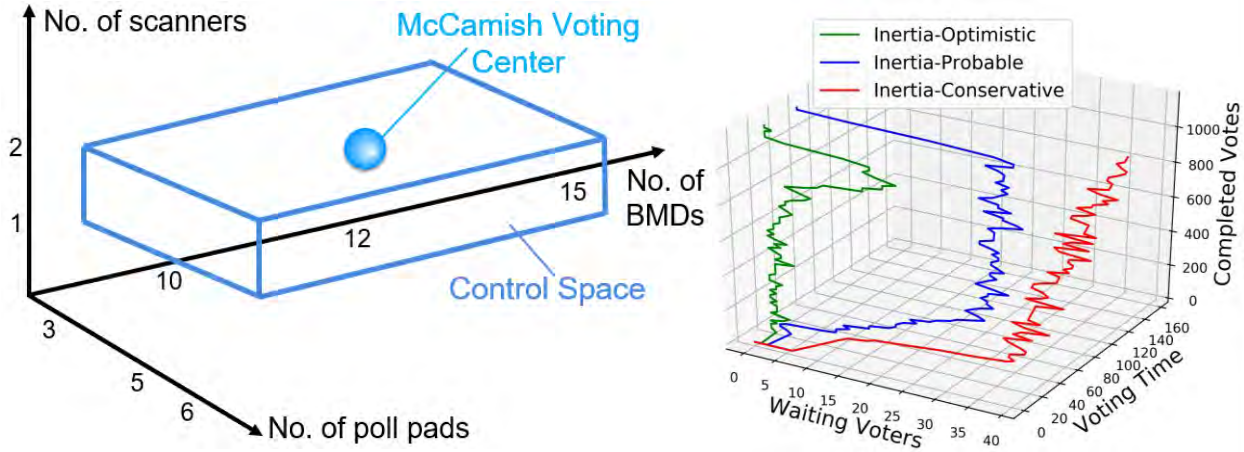 No. of scanners
McCamish Voting
Center
2
1
15
No. of
BMDs
12
10
Control Space
3
5
6
No. of poll pads
Inertia-Optimistic
Inertia-Probable
Inertia-Conservative
1000
800
600
400
200
0
Completed Votes
160
140
120
100
80
60
40
20
0
Voting Time
0
5
10
15
20
25
30
35
40
Waiting Voters